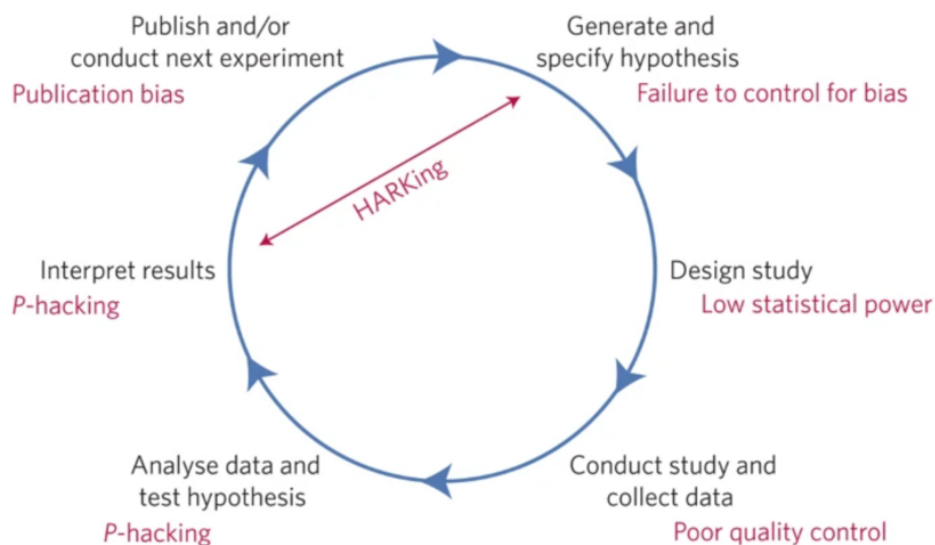 Publish and/or
conduct next experiment
Publication bias
Generate and
specify hypothesis
Failure to control for bias
HARKing
Interpret results
P-hacking
Design study
Low statistical power
Analyse data and
test hypothesis
P-hacking
Conduct study and
collect data
Poor quality control